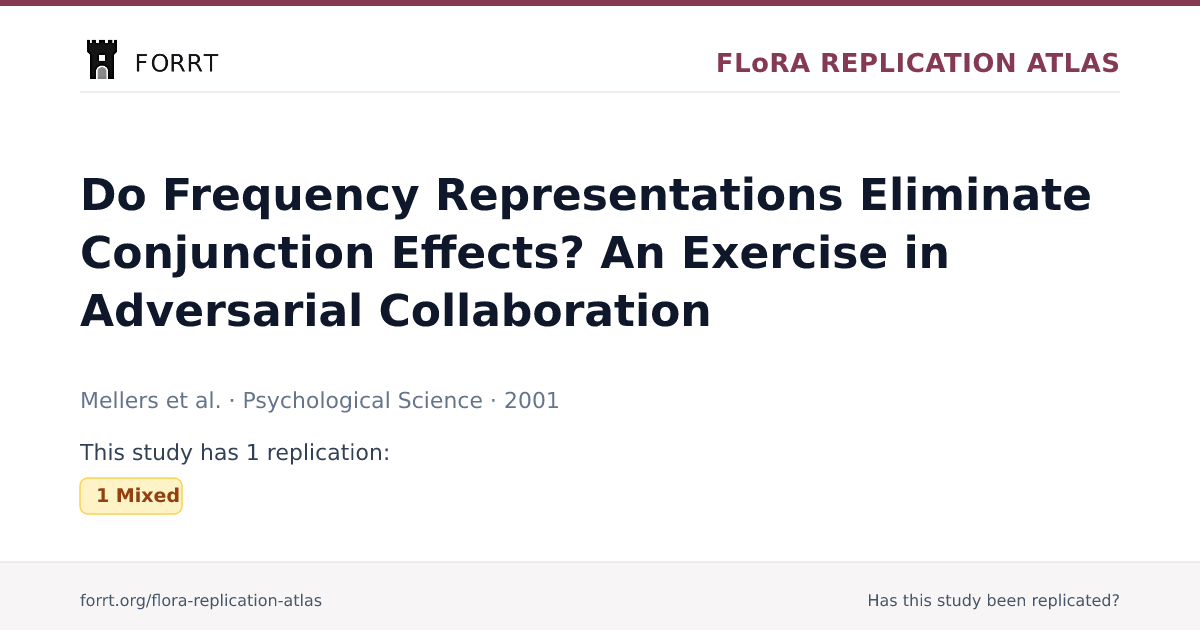 FORRT
FLoRA REPLICATION ATLAS
Do Frequency Representations Eliminate
Conjunction Effects? An Exercise in
Adversarial Collaboration
Mellers et al. · Psychological Science · 2001
This study has 1 replication:
1 Mixed
forrt.org/flora-replication-atlas
Has this study been replicated?